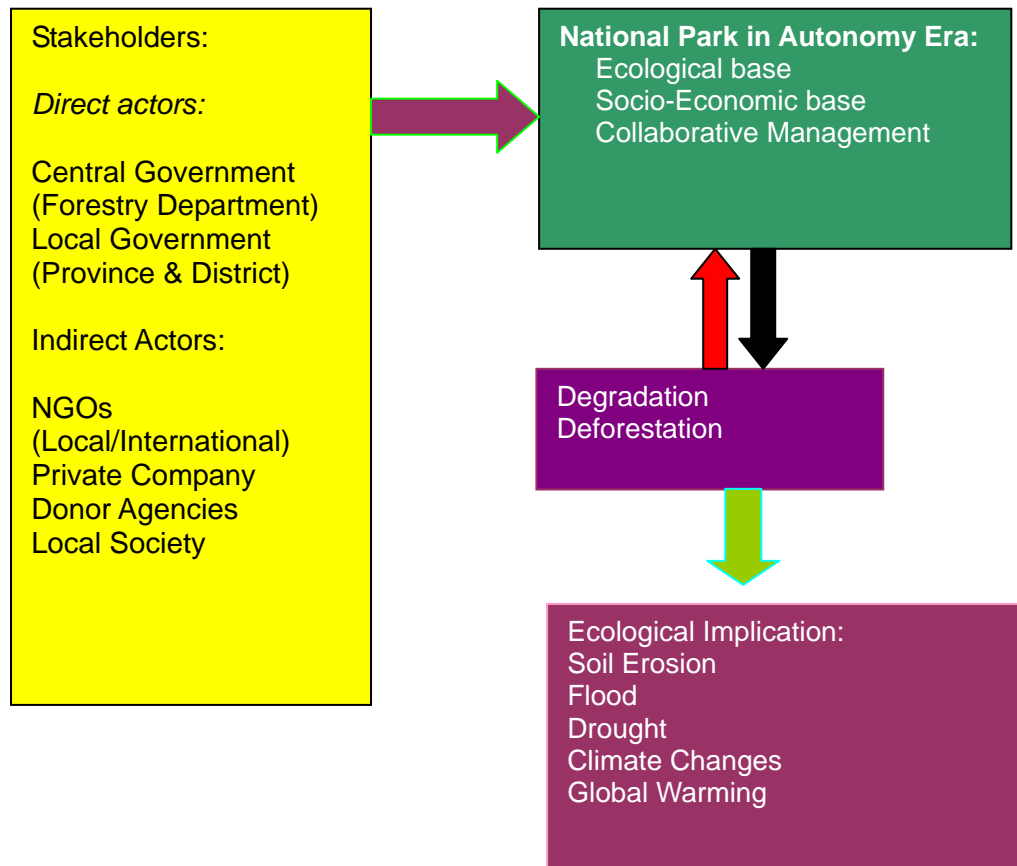 Stakeholders:
Direct actors:
Central Government
(Forestry Department)
Local Government
(Province & District)
Indirect Actors:
NGOs
(Local/International)
Private Company
Donor Agencies
Local Society
National Park in Autonomy Era:
Ecological base
Socio-Economic base
Collaborative Management
Degradation
Deforestation
Ecological Implication:
Soil Erosion
Flood
Drought
Climate Changes
Global Warming